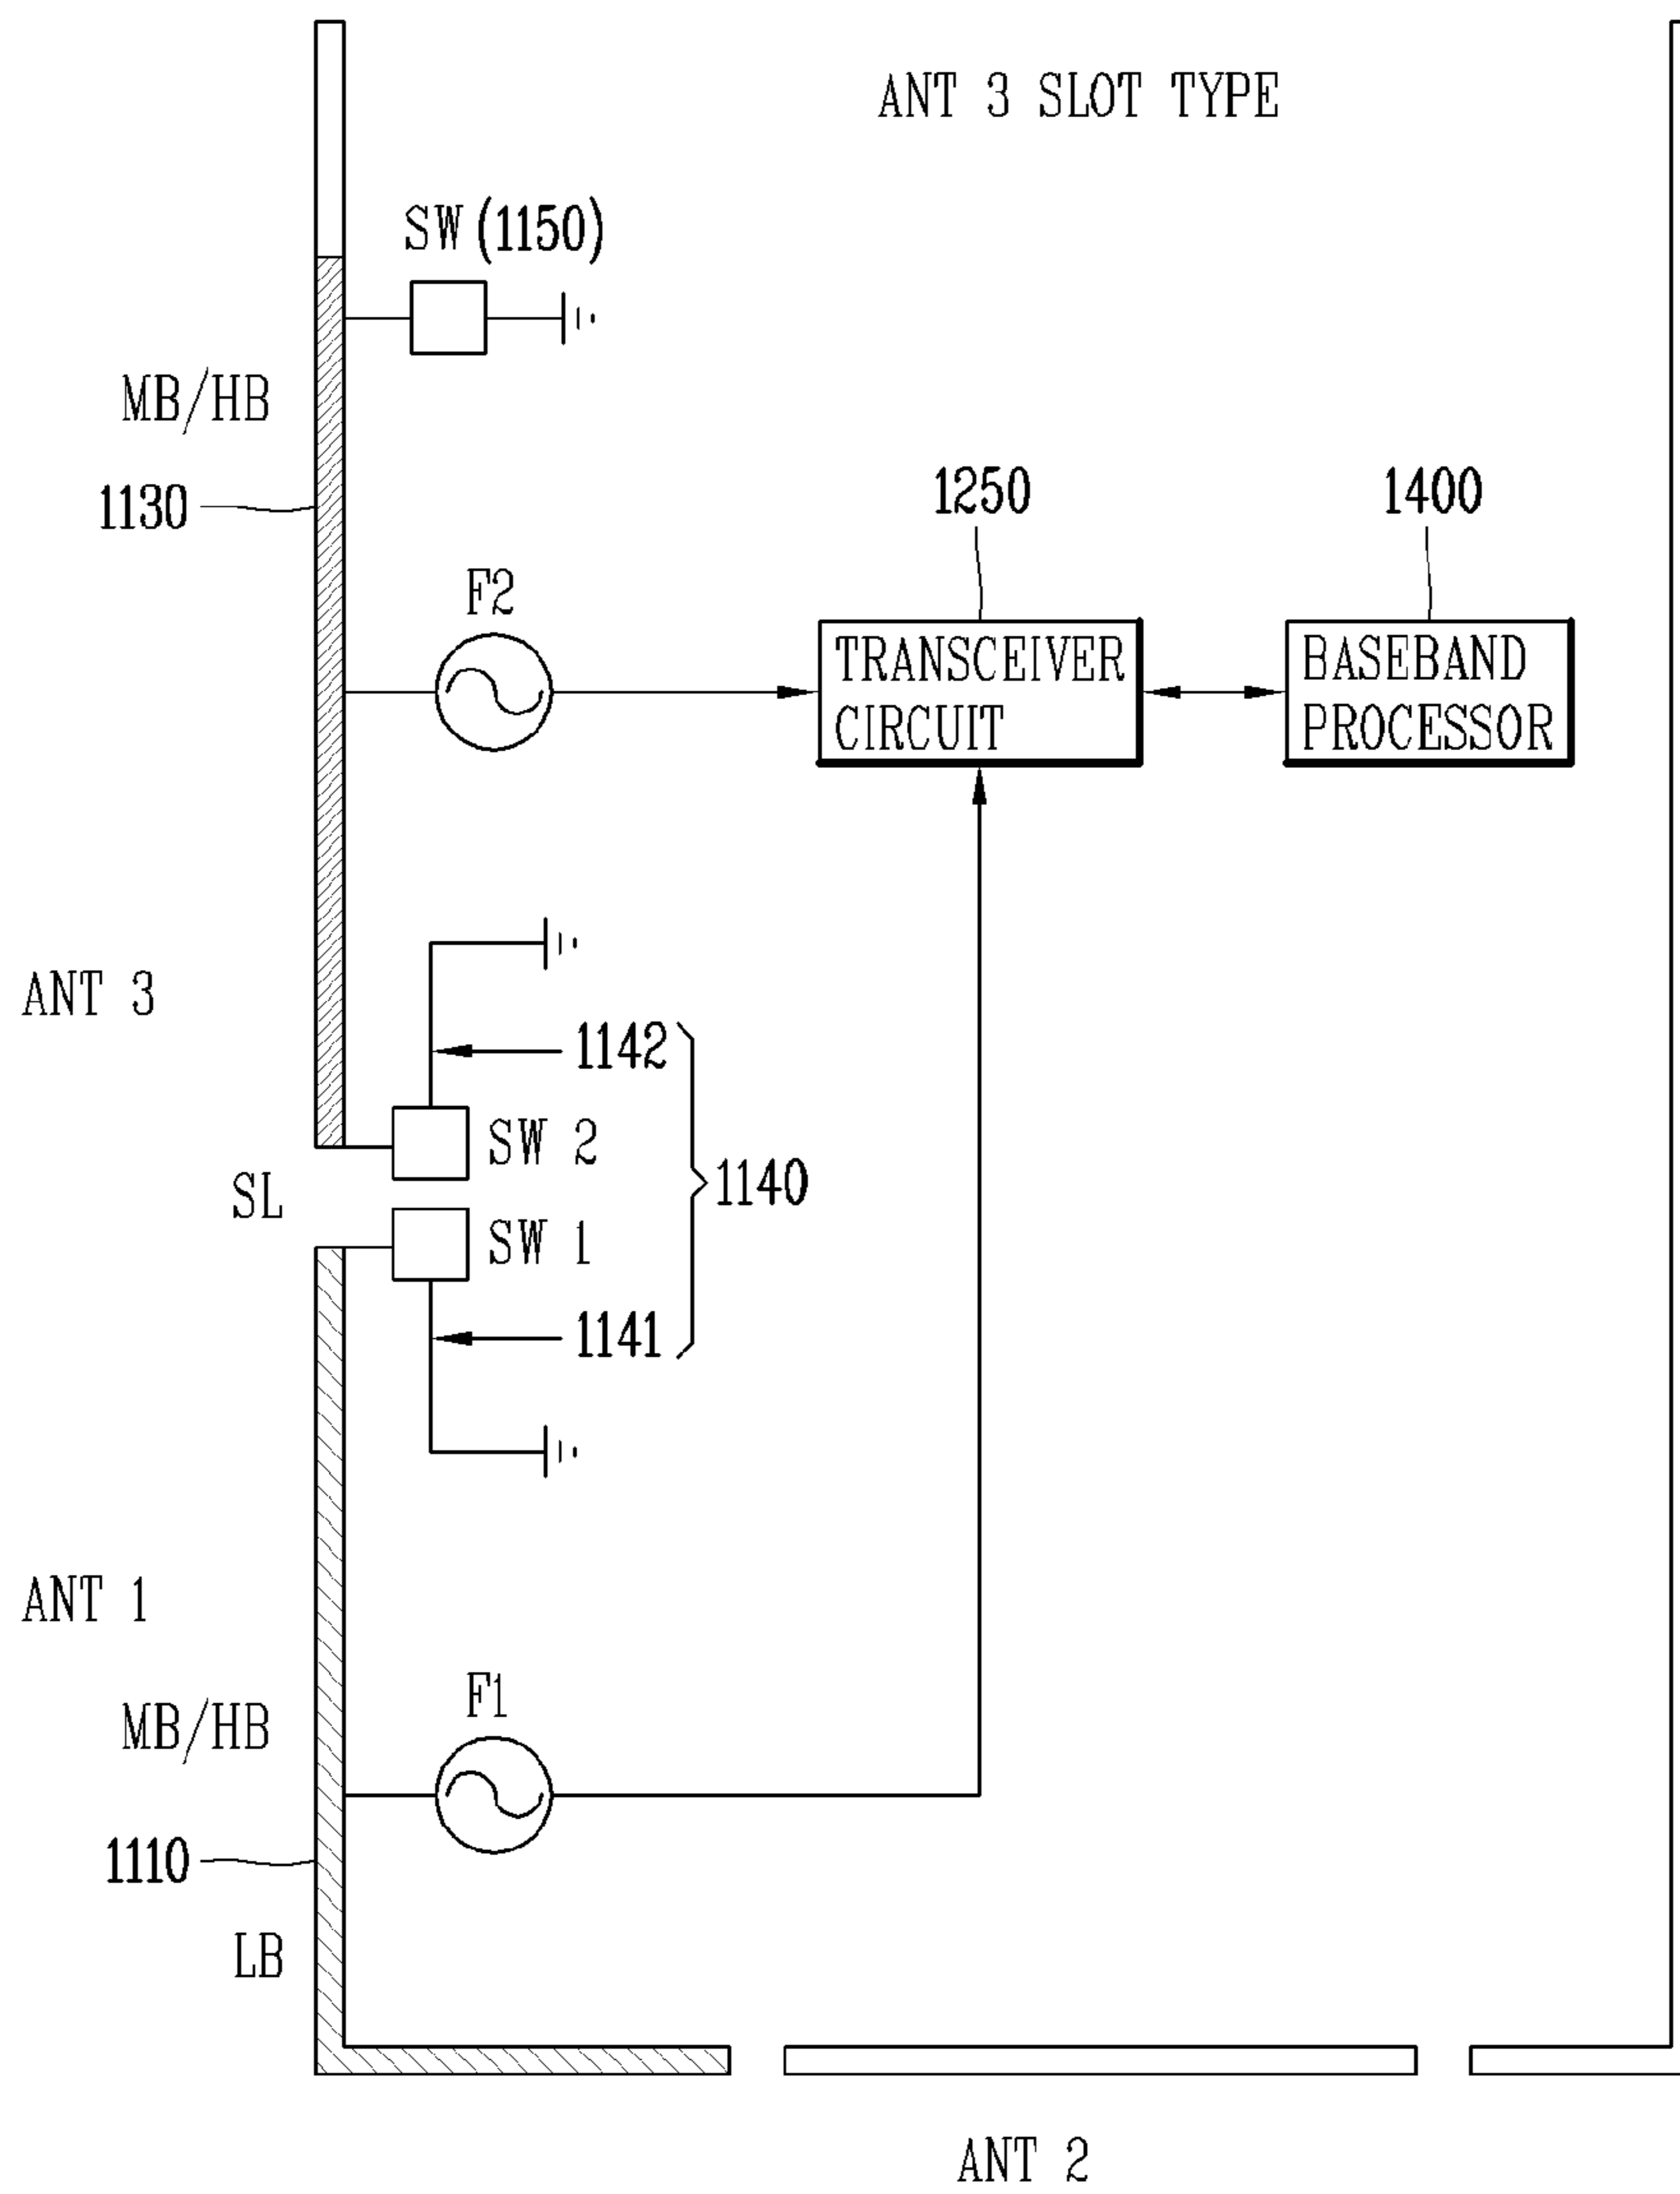 ANT 3 SLOT TYPE
SW (1150)
MB/HB
1130
1250
1400
F2
TRANSCEIVER
CIRCUIT
BASEBAND
PROCESSOR
ANT 3
1142
SW 2
SL
1140
SW 1
1141
ANT 1
F1
MB/HB
1110
LB
ANT 2